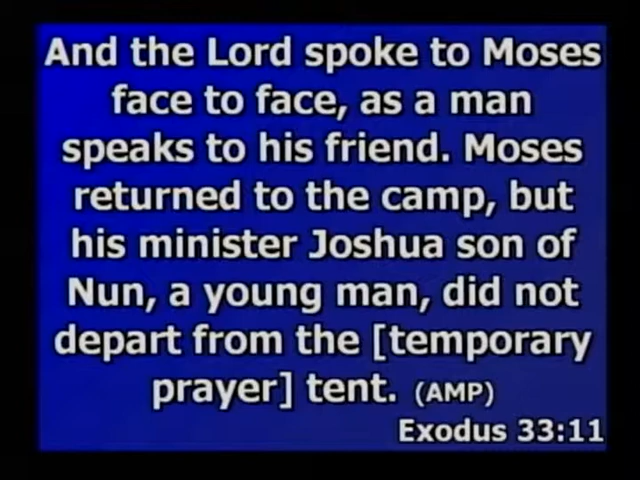 And the Lord spoke to Moses
face to face, as a man
speaks to his friend. Moses
returned to the camp, but
his minister Joshua son of
Nun, a young man, did not
depart from the [temporary
prayer] tent. (AMP)
Exodus 33:11